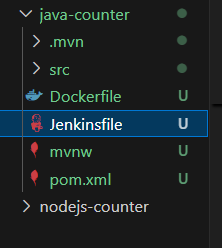 java-counter
.mvn
src
Dockerfile U
Jenkinsfile U
mvnw U
pom.xml U
nodejs-counter